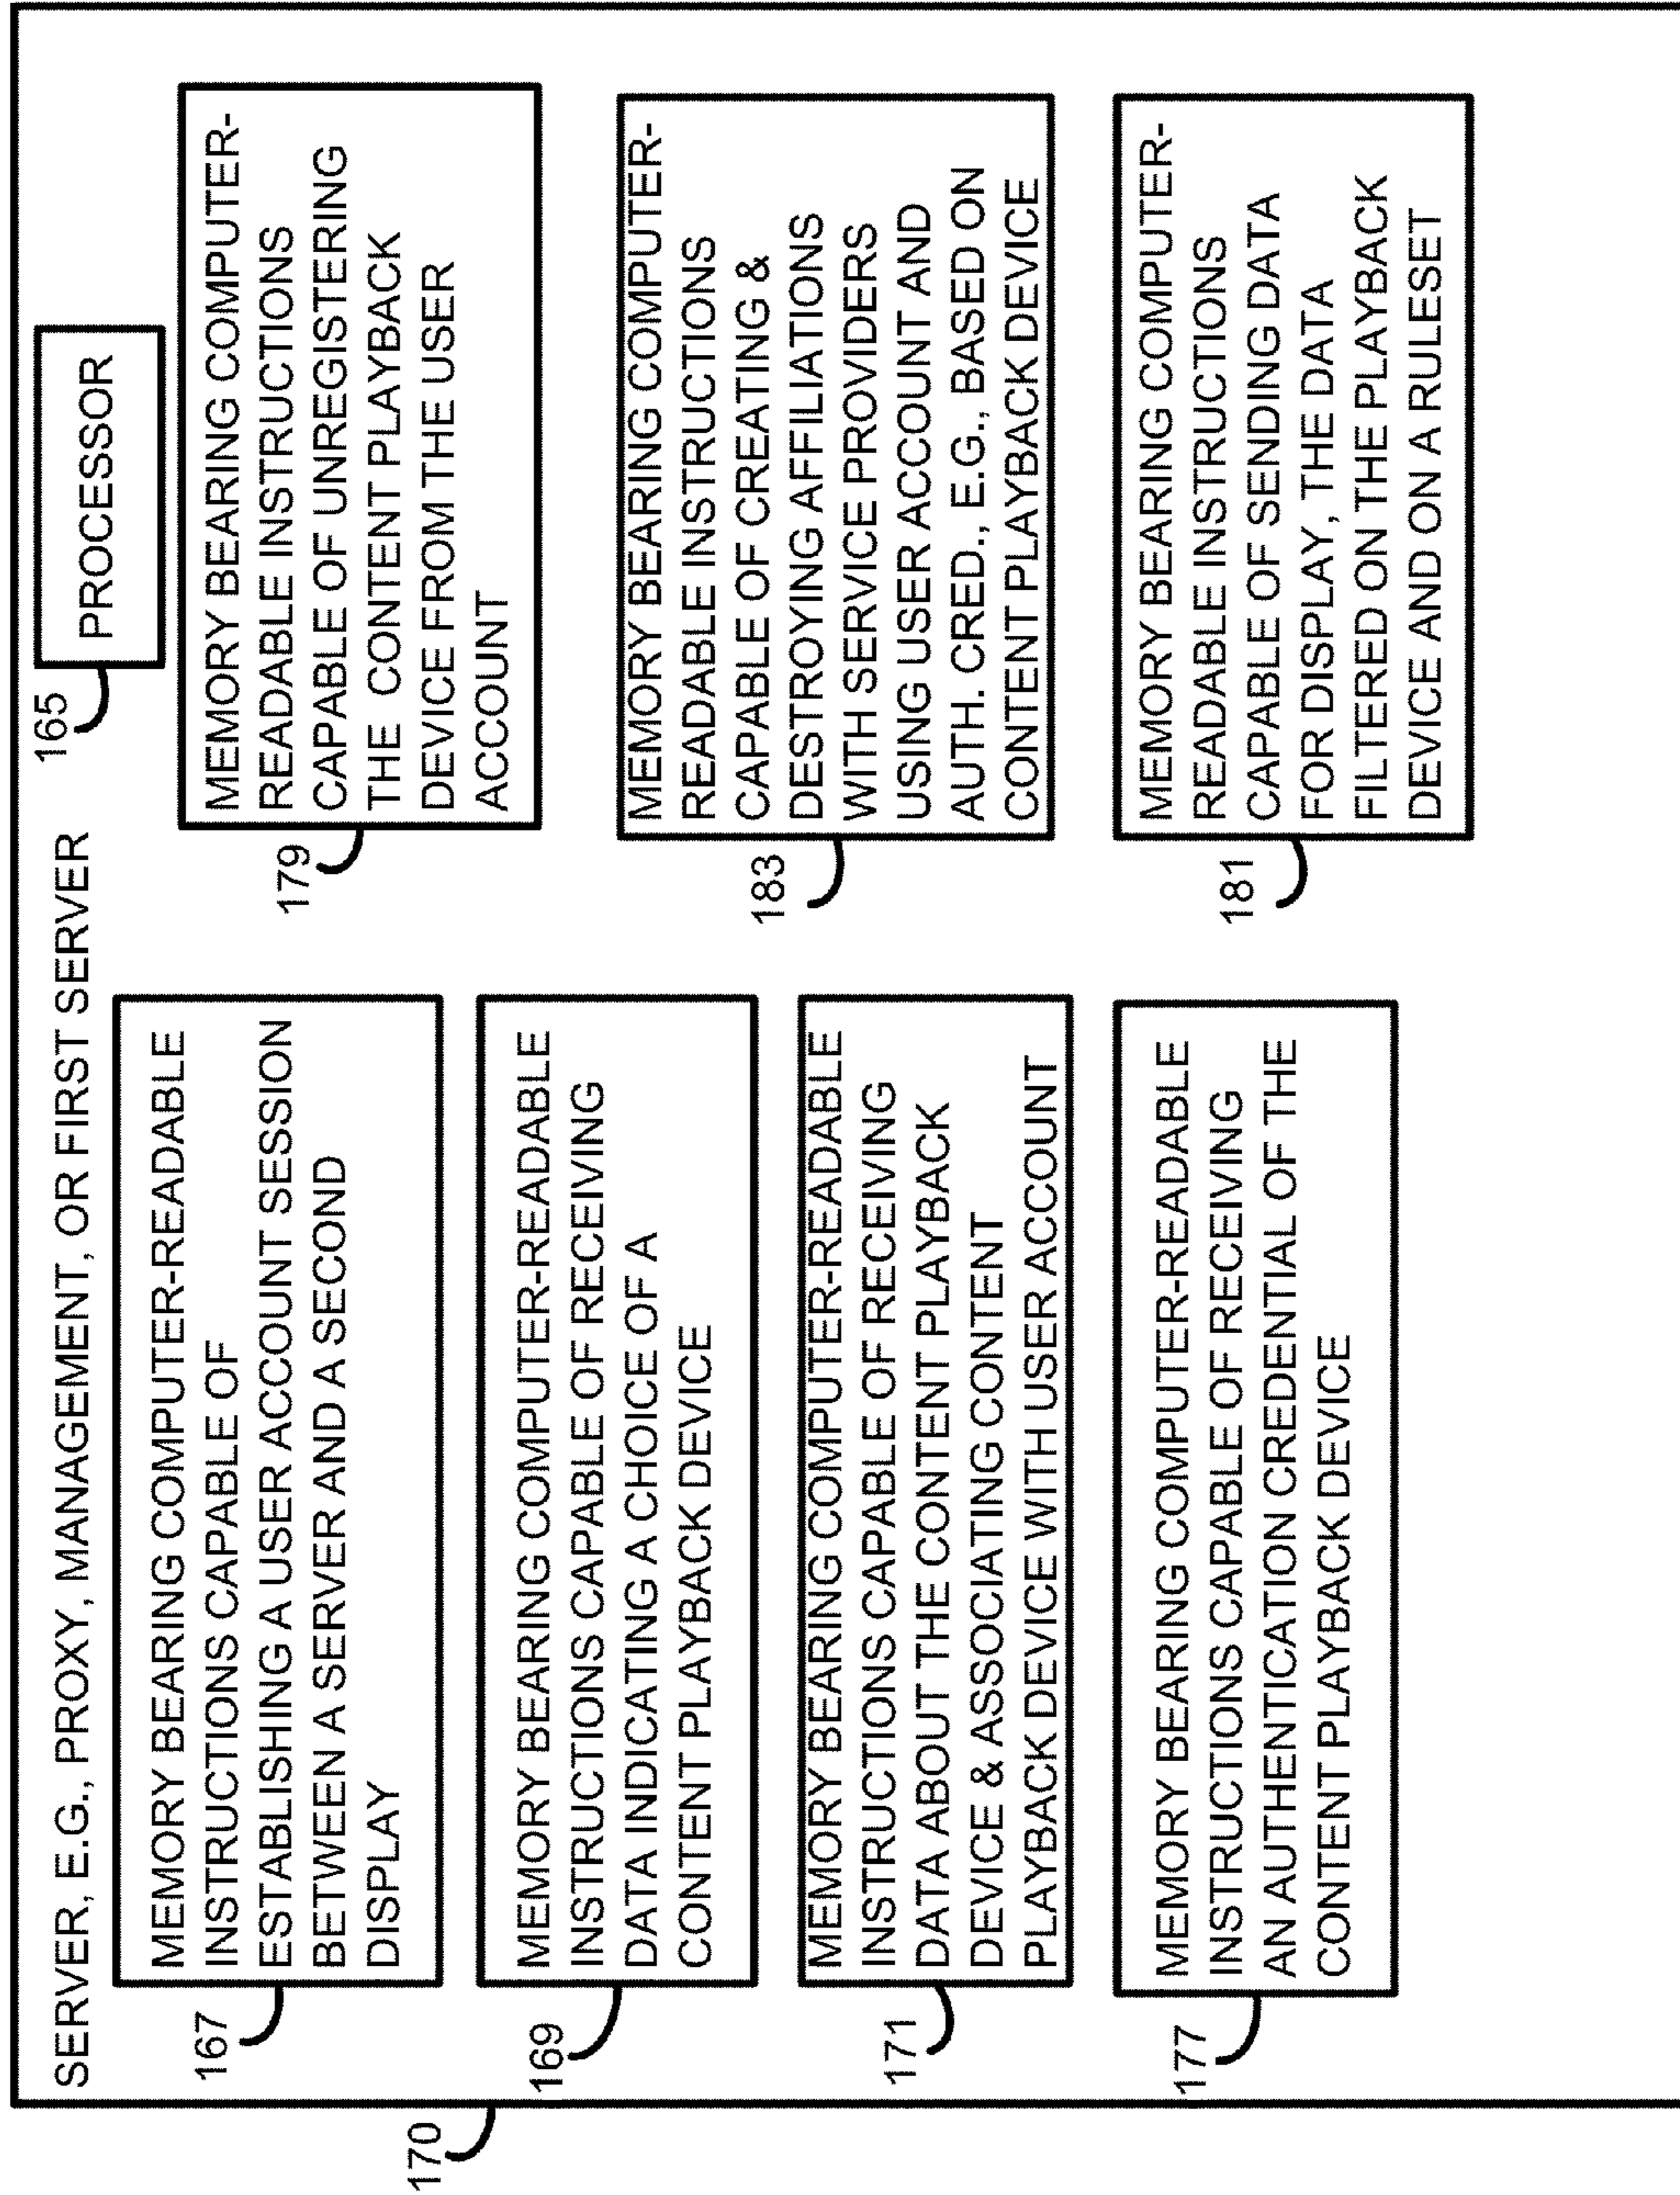 SERVER, E.G., PROXY, MANAGEMENT, OR FIRST SERVER
165
PROCESSOR
170
167
MEMORY BEARING COMPUTER-READABLE
INSTRUCTIONS CAPABLE OF
ESTABLISHING A USER ACCOUNT SESSION
BETWEEN A SERVER AND A SECOND
DISPLAY
169
MEMORY BEARING COMPUTER-READABLE
INSTRUCTIONS CAPABLE OF RECEIVING
DATA INDICATING A CHOICE OF A
CONTENT PLAYBACK DEVICE
171
MEMORY BEARING COMPUTER-READABLE
INSTRUCTIONS CAPABLE OF RECEIVING
DATA ABOUT THE CONTENT PLAYBACK
DEVICE & ASSOCIATING CONTENT
PLAYBACK DEVICE WITH USER ACCOUNT
177
MEMORY BEARING COMPUTER-READABLE
INSTRUCTIONS CAPABLE OF RECEIVING
AN AUTHENTICATION CREDENTIAL OF THE
CONTENT PLAYBACK DEVICE
179
MEMORY BEARING COMPUTER-
READABLE INSTRUCTIONS
CAPABLE OF UNREGISTERING
THE CONTENT PLAYBACK
DEVICE FROM THE USER
ACCOUNT
183
MEMORY BEARING COMPUTER-
READABLE INSTRUCTIONS
CAPABLE OF CREATING &
DESTROYING AFFILIATIONS
WITH SERVICE PROVIDERS
USING USER ACCOUNT AND
AUTH. CRED., E.G., BASED ON
CONTENT PLAYBACK DEVICE
181
MEMORY BEARING COMPUTER-
READABLE INSTRUCTIONS
CAPABLE OF SENDING DATA
FOR DISPLAY, THE DATA
FILTERED ON THE PLAYBACK
DEVICE AND ON A RULESET